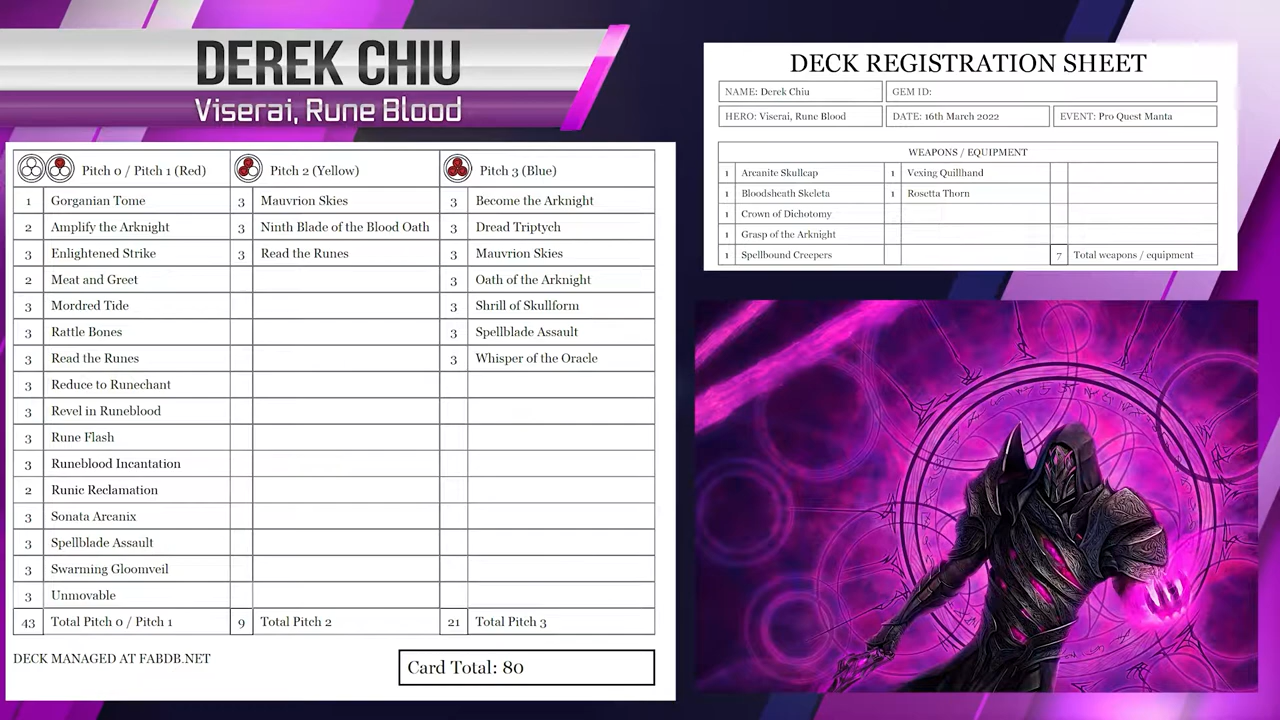 DEREK CHIU
Viserai, Rune Blood
Pitch 0 / Pitch 1 (Red) Pitch 2 (Yellow) Pitch 3 (Blue)
1 Gorganian Tome 3 Mauvrion Skies 3 Become the Arknight
2 Amplify the Arknight 3 Ninth Blade of the Blood Oath 3 Dread Triptych
3 Enlightened Strike 3 Read the Runes 3 Mauvrion Skies
2 Meat and Greet 3 Oath of the Arknight
3 Mordred Tide 3 Shrill of Skullform
3 Rattle Bones 3 Spellblade Assault
3 Read the Runes 3 Whisper of the Oracle
3 Reduce to Runechant
3 Revel in Runeblood
3 Rune Flash
3 Runeblood Incantation
2 Runic Reclamation
3 Sonata Arcanix
3 Spellblade Assault
3 Swarming Gloomveil
3 Unmovable
43 Total Pitch 0 / Pitch 1 9 Total Pitch 2 21 Total Pitch 3
DECK MANAGED AT FABDB.NET
Card Total: 80
DECK REGISTRATION SHEET
NAME: Derek Chiu GEM ID:
HERO: Viserai, Rune Blood DATE: 16th March 2022 EVENT: Pro Quest Manta
WEAPONS / EQUIPMENT
1 Arcanite Skullcap 1 Vexing Quillhand
1 Bloodsheath Skeleta 1 Rosetta Thorn
1 Crown of Dichotomy
1 Grasp of the Arknight
1 Spellbound Creepers 7 Total weapons / equipment